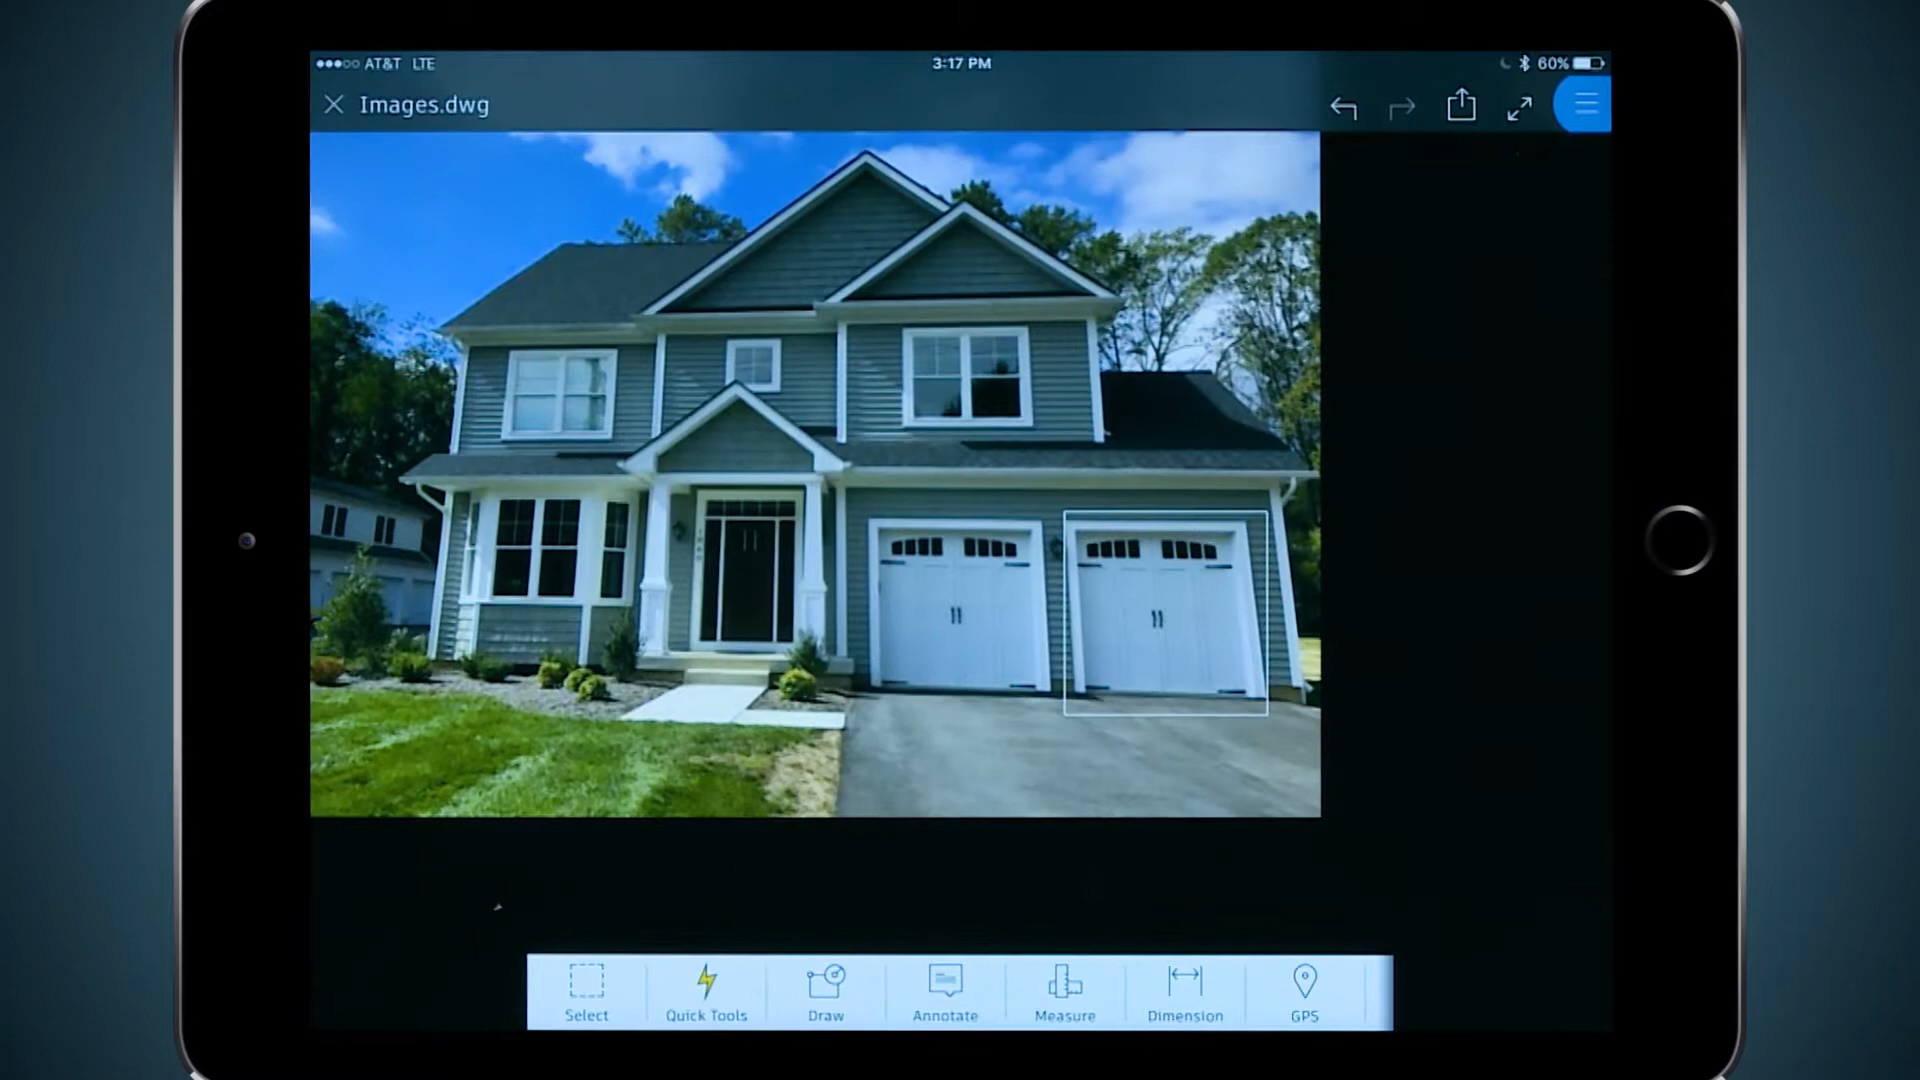 AT&T LTE
3:17 PM
60%
Images.dwg
Select
Quick Tools
Draw
Annotate
Measure
Dimension
GPS